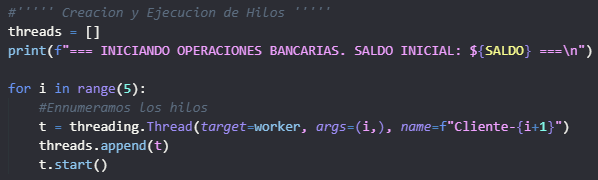 #''''' Creacion y Ejecucion de Hilos '''''
threads = []
print(f"=== INICIANDO OPERACIONES BANCARIAS. SALDO INICIAL: ${SALDO} ===\n")

for i in range(5):
    #Ennumeramos los hilos
    t = threading.Thread(target=worker, args=(i,), name=f"Cliente-{i+1}")
    threads.append(t)
    t.start()